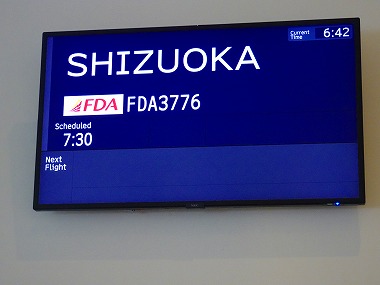 Current
Time
6:42
SHIZUOKA
FDA FDA3776
Scheduled
7:30
Next
Flight